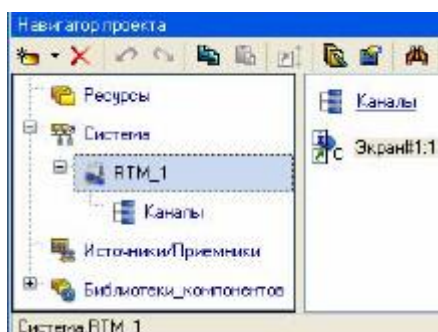 Навигатор проекта
Ресурсы
Система
RTM_1
Каналы
Источники/Приемники
Библиотеки_компонентов
Каналы
Экран#1:1
Система.RTM_1